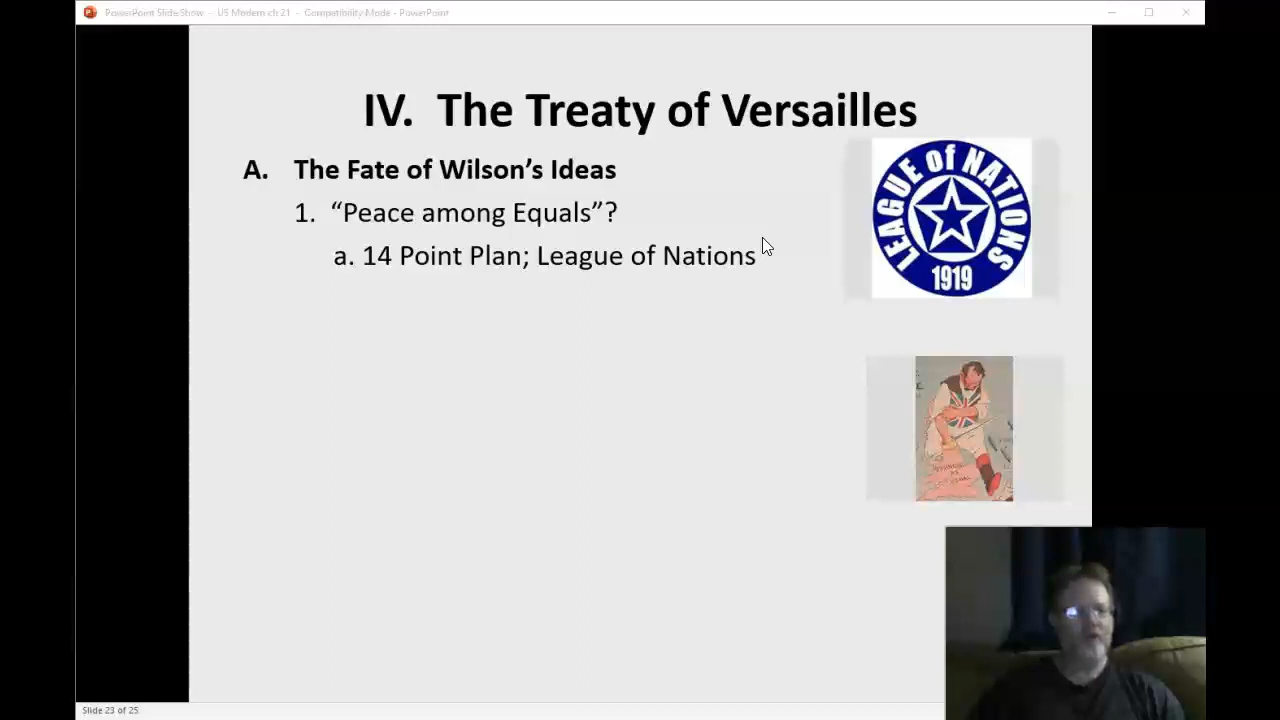 PowerPoint Slide Show - US Modern ch 21 - Compatibility Mode - PowerPoint
IV. The Treaty of Versailles
A. The Fate of Wilson’s Ideas
1. “Peace among Equals”?
a. 14 Point Plan; League of Nations
LEAGUE of NATIONS
1919
Slide 23 of 25